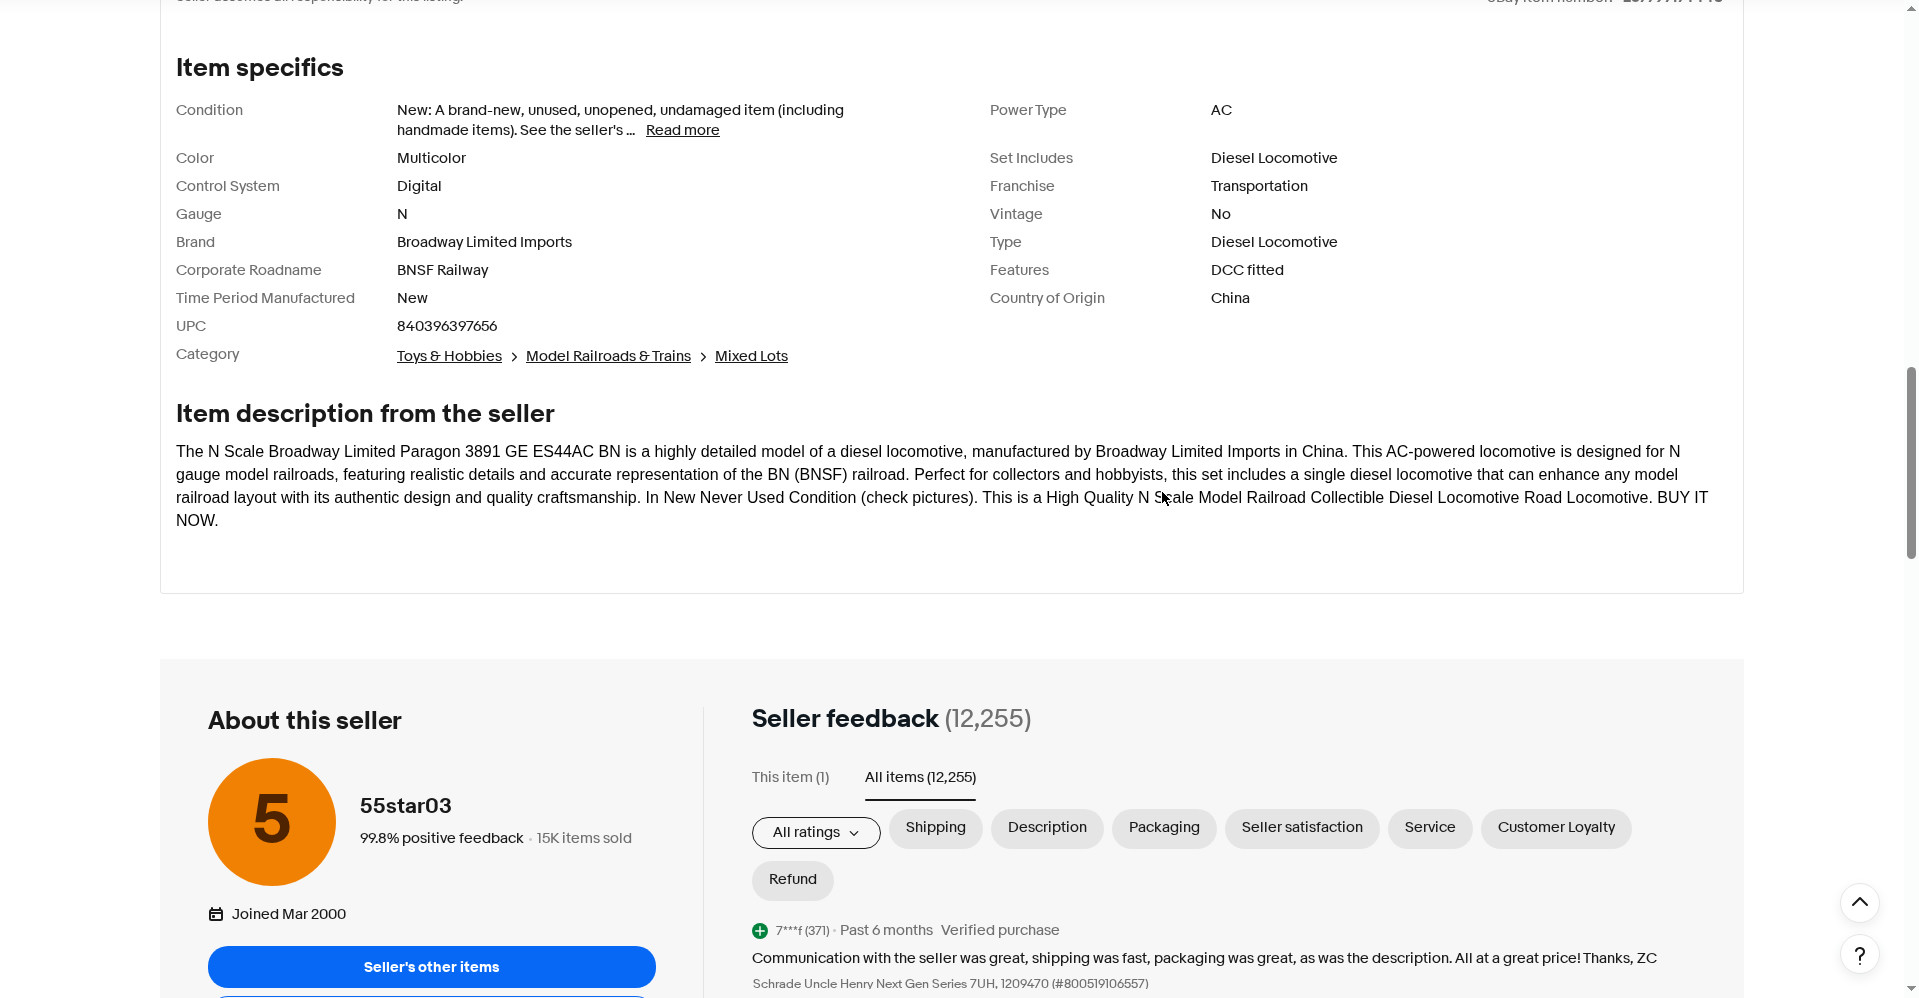 Item specifics
Condition
New: A brand-new, unused, unopened, undamaged item (including
handmade items). See the seller's ... Read more
Power Type
AC
Color
Multicolor
Set Includes
Diesel Locomotive
Control System
Digital
Franchise
Transportation
Gauge
N
Vintage
No
Brand
Broadway Limited Imports
Type
Diesel Locomotive
Corporate Roadname
BNSF Railway
Features
DCC fitted
Time Period Manufactured
New
Country of Origin
China
UPC
840396397656
Category
Toys & Hobbies > Model Railroads & Trains > Mixed Lots
Item description from the seller
The N Scale Broadway Limited Paragon 3891 GE ES44AC BN is a highly detailed model of a diesel locomotive, manufactured by Broadway Limited Imports in China. This AC-powered locomotive is designed for N
gauge model railroads, featuring realistic details and accurate representation of the BN (BNSF) railroad. Perfect for collectors and hobbyists, this set includes a single diesel locomotive that can enhance any model
railroad layout with its authentic design and quality craftsmanship. In New Never Used Condition (check pictures). This is a High Quality N Scale Model Railroad Collectible Diesel Locomotive Road Locomotive. BUY IT
NOW.
About this seller
5
55star03
99.8% positive feedback · 15K items sold
Joined Mar 2000
Seller's other items
Seller feedback (12,255)
This item (1)
All items (12,255)
All ratings
Shipping
Description
Packaging
Seller satisfaction
Service
Customer Loyalty
Refund
7***f (371) · Past 6 months Verified purchase
Communication with the seller was great, shipping was fast, packaging was great, as was the description. All at a great price! Thanks, ZC
Schrade Uncle Henry Next Gen Series 7UH, 1209470 (#800519106557)
?